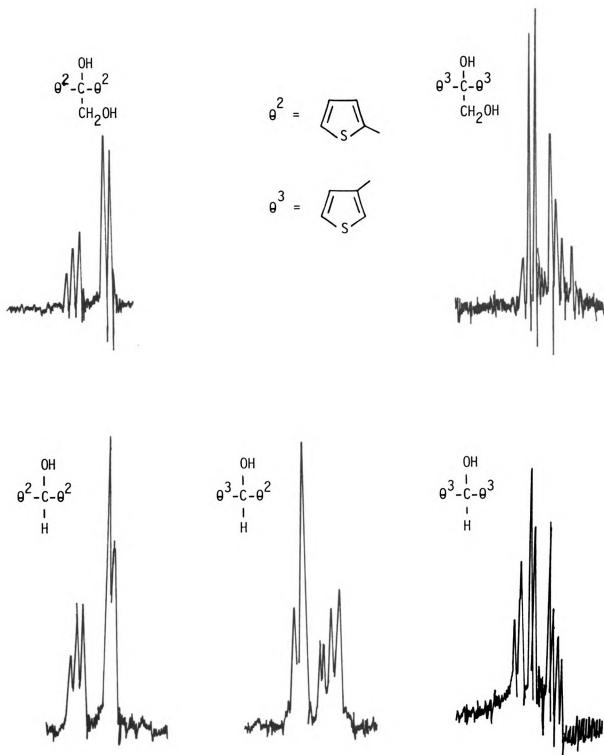 OH
θ²-C-θ²
CH₂OH
θ² =
S
θ³ =
S
OH
θ³-C-θ³
CH₂OH
OH
θ²-C-θ²
H
OH
θ³-C-θ²
H
OH
θ³-C-θ³
H